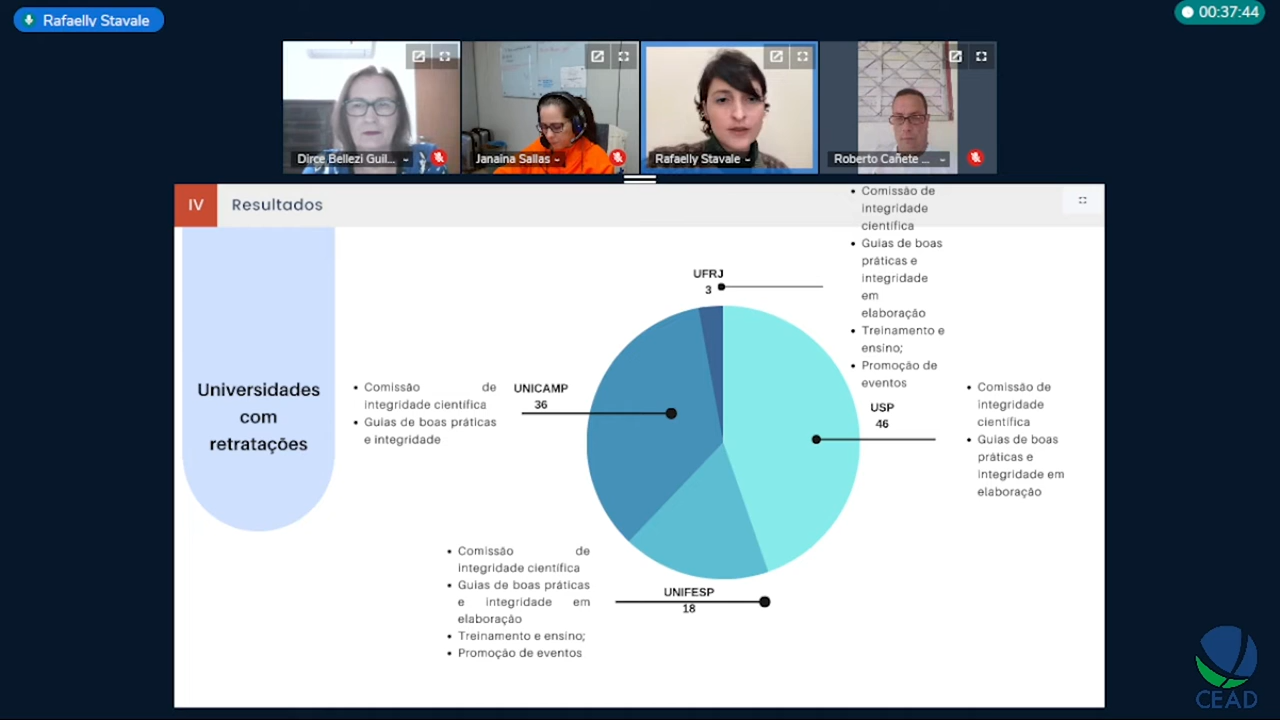 Rafaelly Stavale
00:37:44
Dirce Bellezi Guil...
Janaína Sallas
Rafaelly Stavale
Roberto Cañete ...
IV
Resultados
Universidades
com
retratações
UFRJ
3
• Comissão de
integridade
científica
• Guias de boas
práticas e
integridade
em
elaboração
• Treinamento e
ensino;
• Promoção de
eventos
• Comissão de
integridade científica
• Guias de boas práticas
e integridade
UNICAMP
36
USP
46
• Comissão de
integridade
científica
• Guias de boas
práticas e
integridade em
elaboração
• Comissão de
integridade científica
• Guias de boas práticas
e integridade em
elaboração
• Treinamento e ensino;
• Promoção de eventos
UNIFESP
18
CEAD